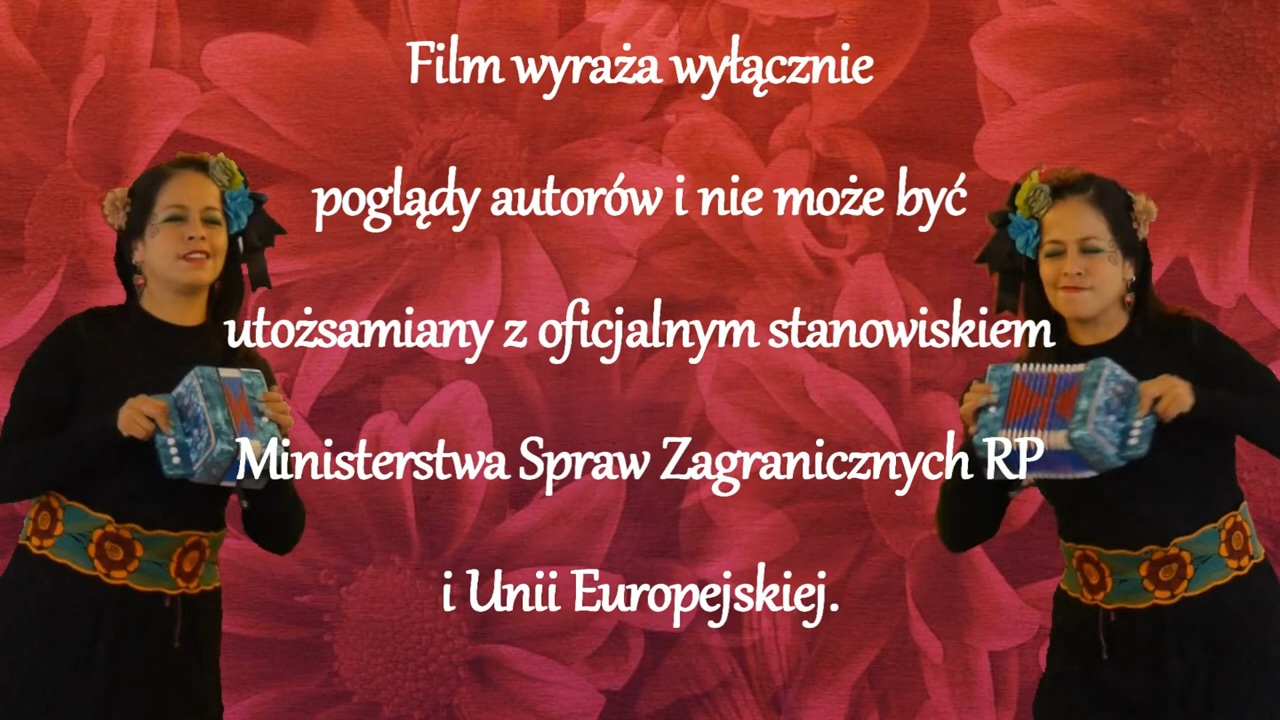 Film wyraża wyłącznie
poglądy autorów i nie może być
utożsamiany z oficjalnym stanowiskiem
Ministerstwa Spraw Zagranicznych RP
i Unii Europejskiej.